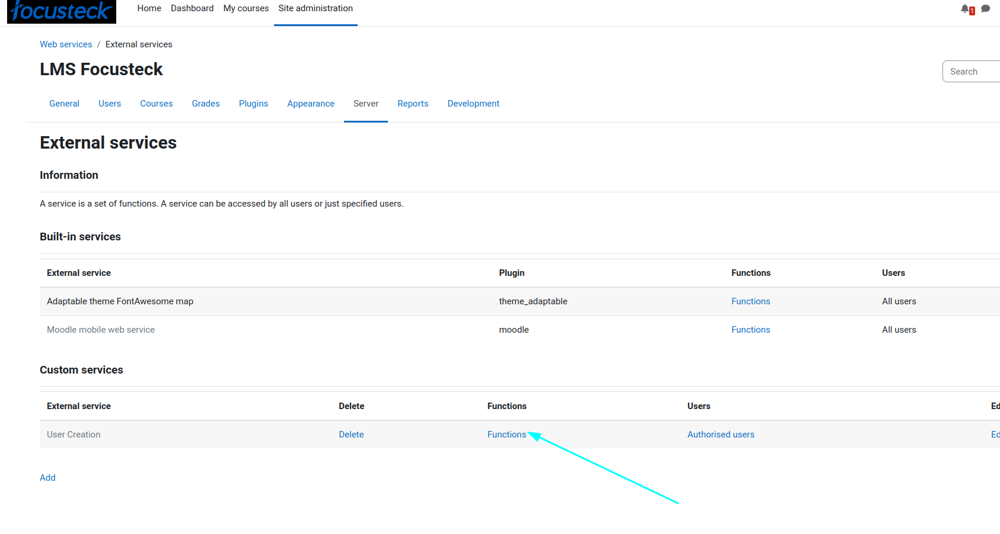 focusteck Home Dashboard My courses Site administration 1
Web services / External services
LMS Focusteck
Search
General Users Courses Grades Plugins Appearance Server Reports Development
External services
Information
A service is a set of functions. A service can be accessed by all users or just specified users.
Built-in services
External service Plugin Functions Users
Adaptable theme FontAwesome map theme_adaptable Functions All users
Moodle mobile web service moodle Functions All users
Custom services
External service Delete Functions Users Ed
User Creation Delete Functions Authorised users Ed
Add